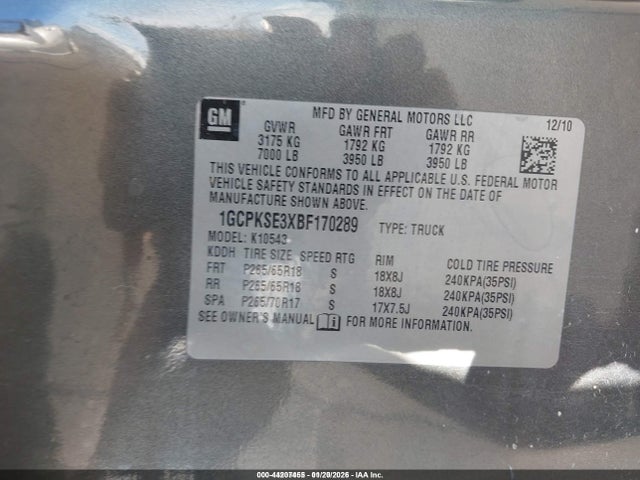 GM
MFD BY GENERAL MOTORS LLC
12/10
GVWR GAWR FRT GAWR RR
3175 KG 1792 KG 1792 KG
7000 LB 3950 LB 3950 LB
THIS VEHICLE CONFORMS TO ALL APPLICABLE U.S. FEDERAL MOTOR
VEHICLE SAFETY STANDARDS IN EFFECT ON THE DATE OF
MANUFACTURE SHOWN ABOVE.
1GCPKSE3XBF170289 TYPE: TRUCK
MODEL: K10543
KDDH TIRE SIZE SPEED RTG RIM COLD TIRE PRESSURE
FRT P265/65R18 S 18X8J 240KPA(35PSI)
RR P265/65R18 S 18X8J 240KPA(35PSI)
SPA P265/70R17 S 17X7.5J 240KPA(35PSI)
SEE OWNER'S MANUAL FOR MORE INFORMATION.
01/20/2026 - IAA Inc.